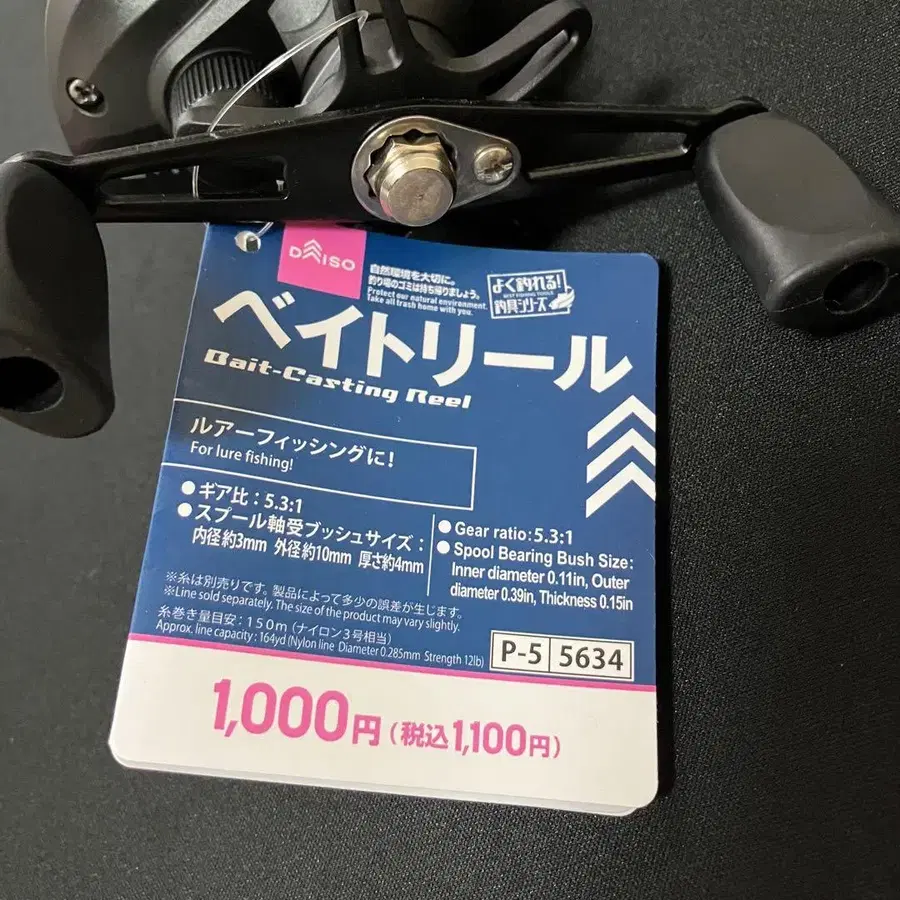 DAISO
自然環境を大切に。
釣り場のゴミは持ち帰りましょう。
Protect our natural environment.
Take all trash home with you.
よく釣れる!
BEST FISHING TOOLS
釣具シリーズ
ベイトリール
Bait-Casting Reel
ルアーフィッシングに!
For lure fishing!
●ギア比：5.3:1
●スプール軸受ブッシュサイズ：
内径約3mm 外径約10mm 厚さ約4mm
●Gear ratio:5.3:1
●Spool Bearing Bush Size:
Inner diameter 0.11in, Outer
diameter 0.39in, Thickness 0.15in
※糸は別売りです。製品によって多少の誤差が生じます。
※Line sold separately. The size of the product may vary slightly.
糸巻き量目安：150m（ナイロン3号相当）
Approx. line capacity : 164yd (Nylon line Diameter 0.285mm Strength 12lb)
P-5 5634
1,000円（税込1,100円）